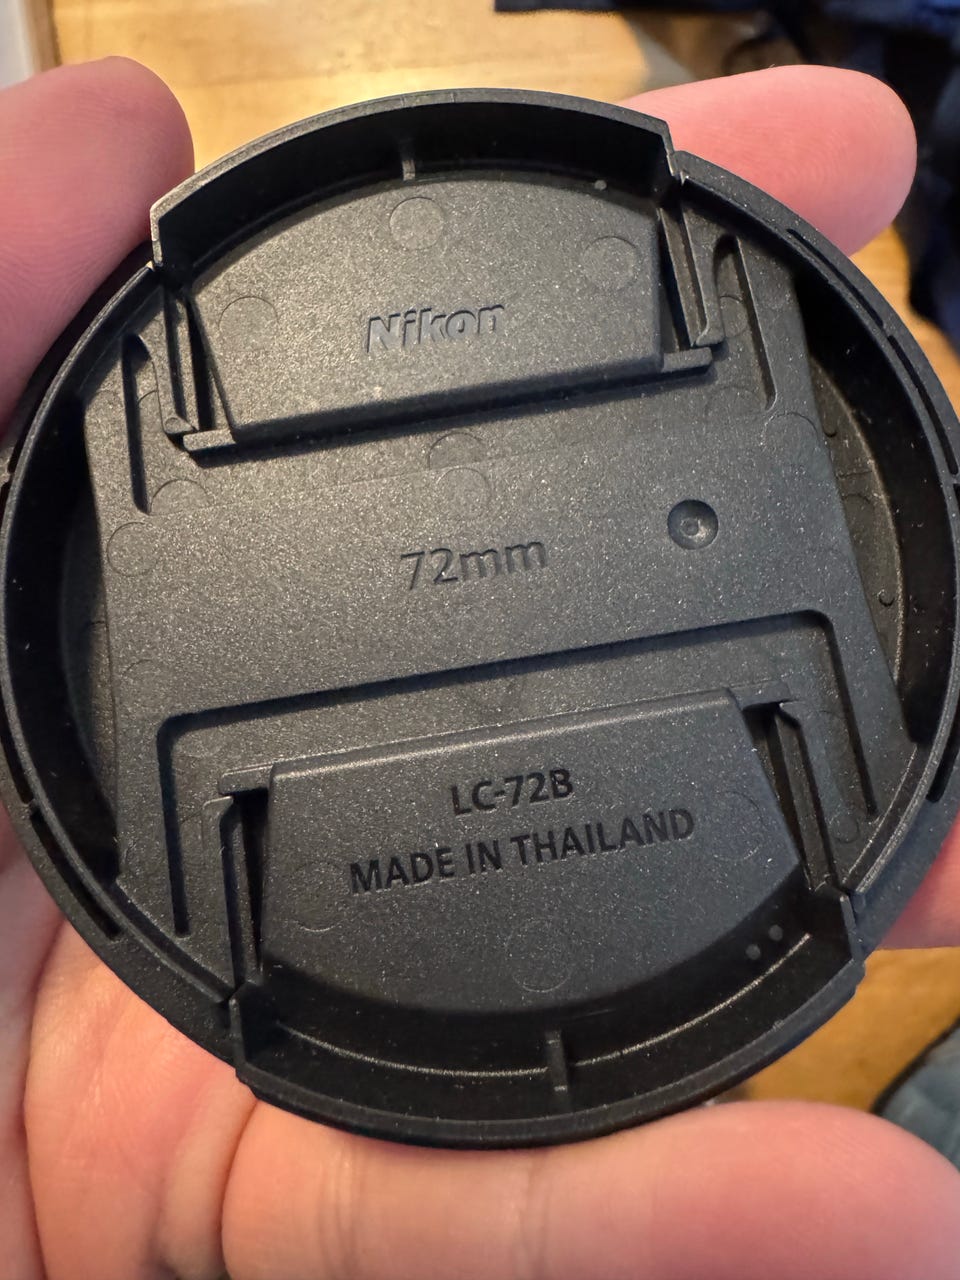 Nikon
72mm
LC-72B
MADE IN THAILAND